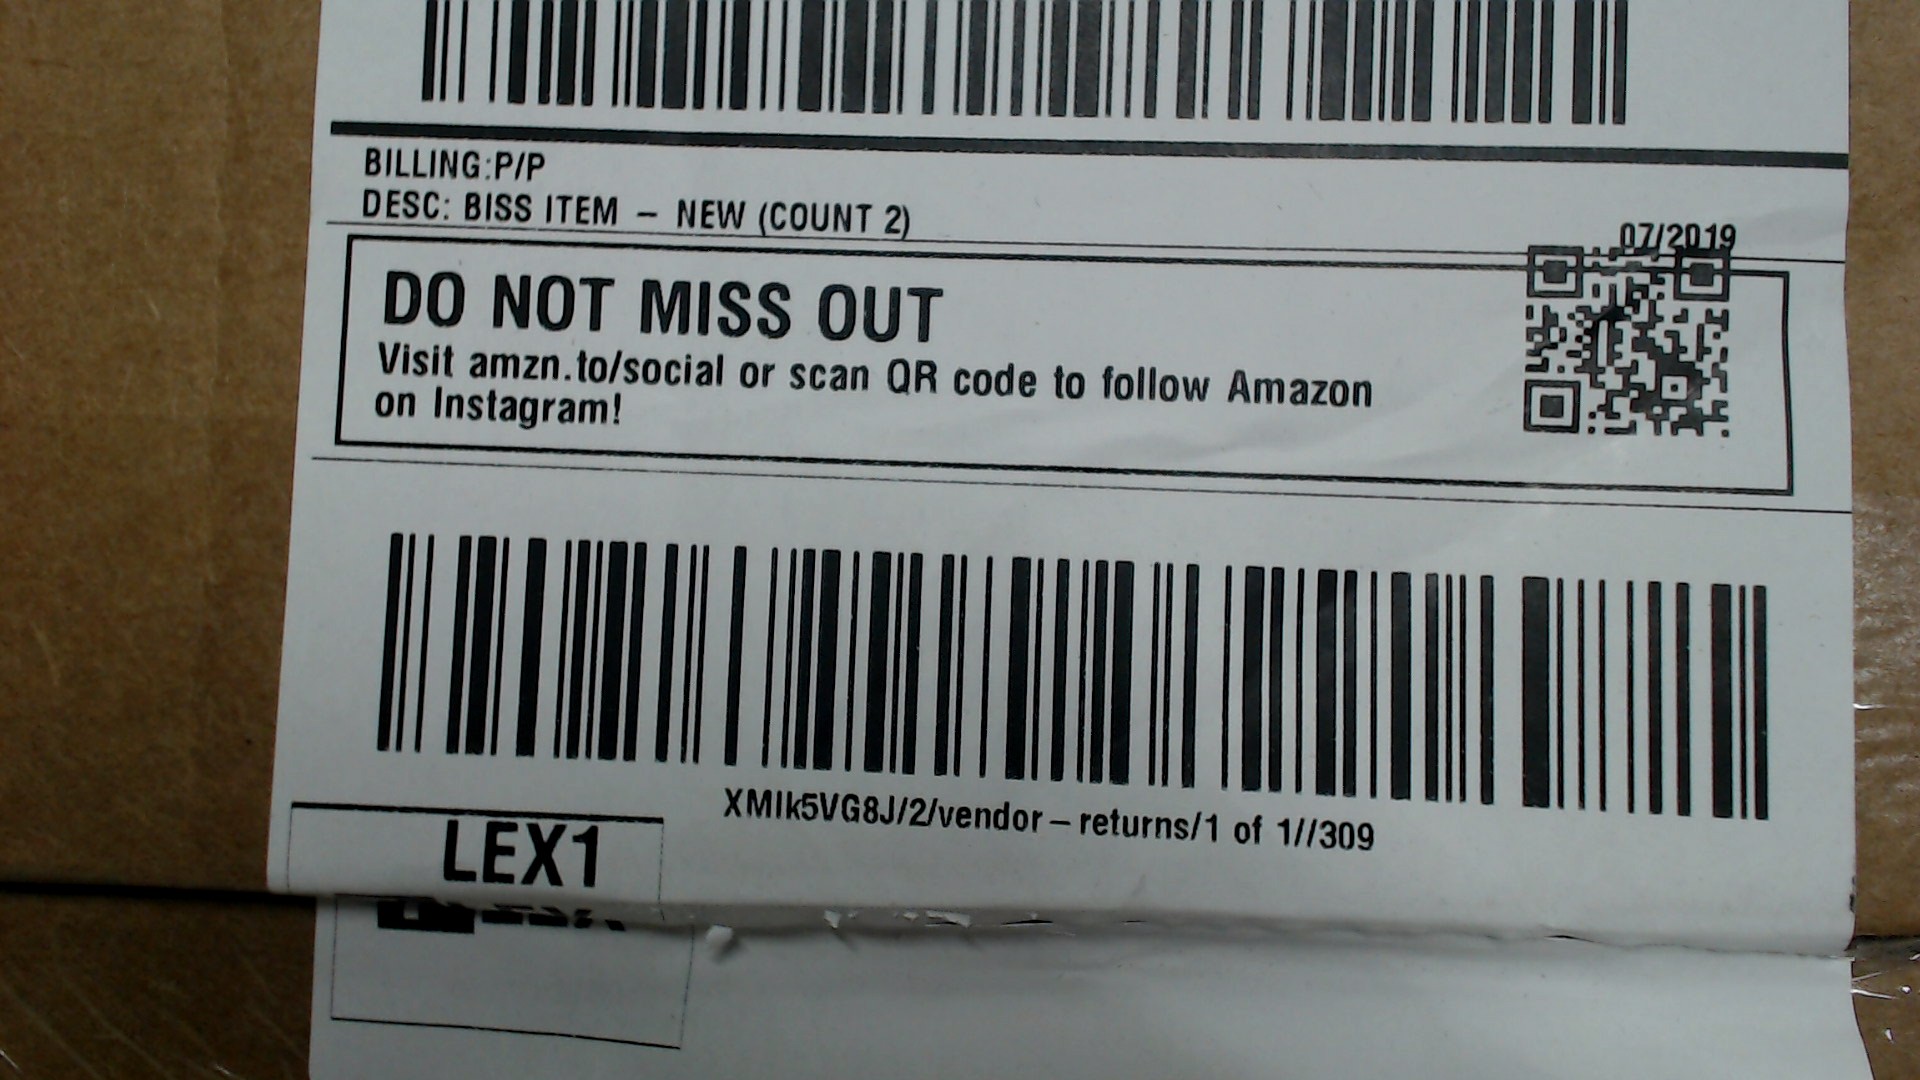 BILLING:P/P
DESC: BISS ITEM - NEW (COUNT 2)
07/2019
DO NOT MISS OUT
Visit amzn.to/social or scan QR code to follow Amazon
on Instagram!
XMIk5VG8J/2/vendor-returns/1 of 1//309
LEX1